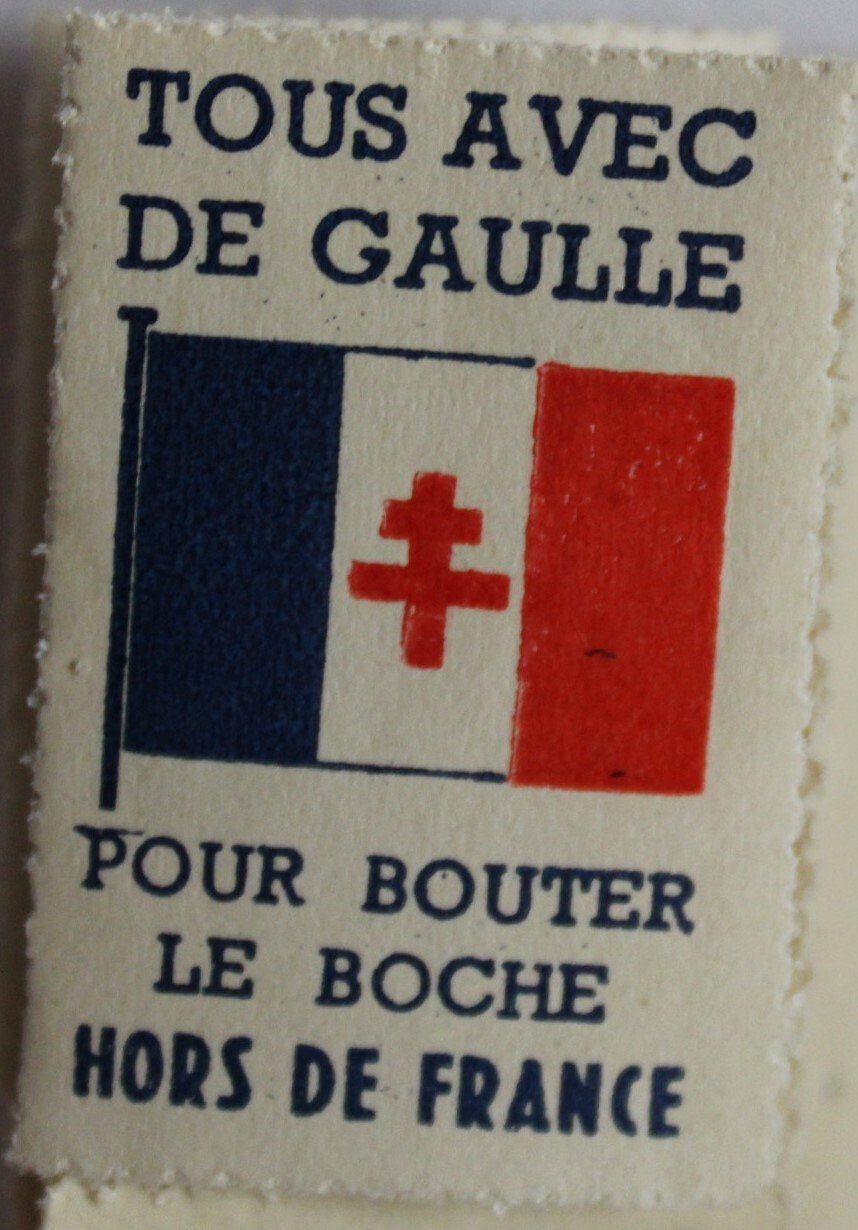 TOUS AVEC
DE GAULLE
POUR BOUTER
LE BOCHE
HORS DE FRANCE